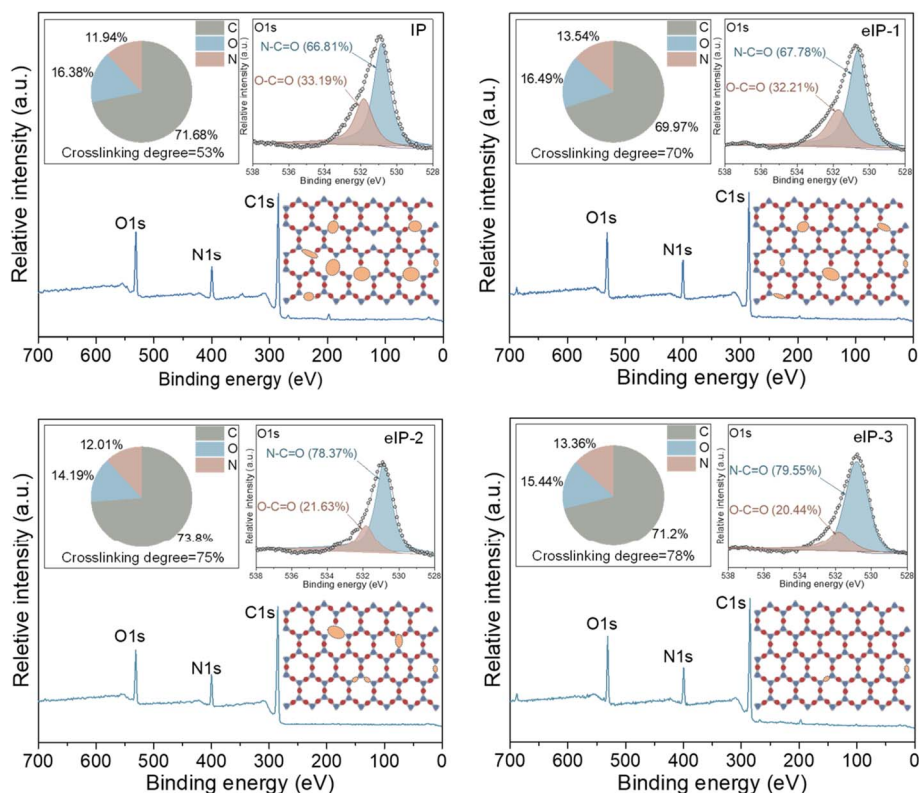 IP
11.94%
16.38%
71.68%
C
O
N
Crosslinking degree=53%
O1s
N-C=O (66.81%)
O-C=O (33.19%)
Relative intensity (a.u.)
538 536 534 532 530 528
Binding energy (eV)
Relative intensity (a.u.)
O1s
N1s
C1s
700 600 500 400 300 200 100 0
Binding energy (eV)
eIP-1
13.54%
16.49%
69.97%
C
O
N
Crosslinking degree=70%
O1s
N-C=O (67.78%)
O-C=O (32.21%)
Relative intensity (a.u.)
538 536 534 532 530 528
Binding energy (eV)
Relative intensity (a.u.)
O1s
N1s
C1s
700 600 500 400 300 200 100 0
Binding energy (eV)
eIP-2
12.01%
14.19%
73.8%
C
O
N
Crosslinking degree=75%
O1s
N-C=O (78.37%)
O-C=O (21.63%)
Relative intensity (a.u.)
538 536 534 532 530 528
Binding energy (eV)
Reletive intensity (a.u.)
O1s
N1s
C1s
700 600 500 400 300 200 100 0
Binding energy (eV)
eIP-3
13.36%
15.44%
71.2%
C
O
N
Crosslinking degree=78%
O1s
N-C=O (79.55%)
O-C=O (20.44%)
Relative intensity (a.u.)
538 536 534 532 530 528
Binding energy (eV)
Reletive intensity (a.u.)
O1s
N1s
C1s
700 600 500 400 300 200 100 0
Binding energy (eV)